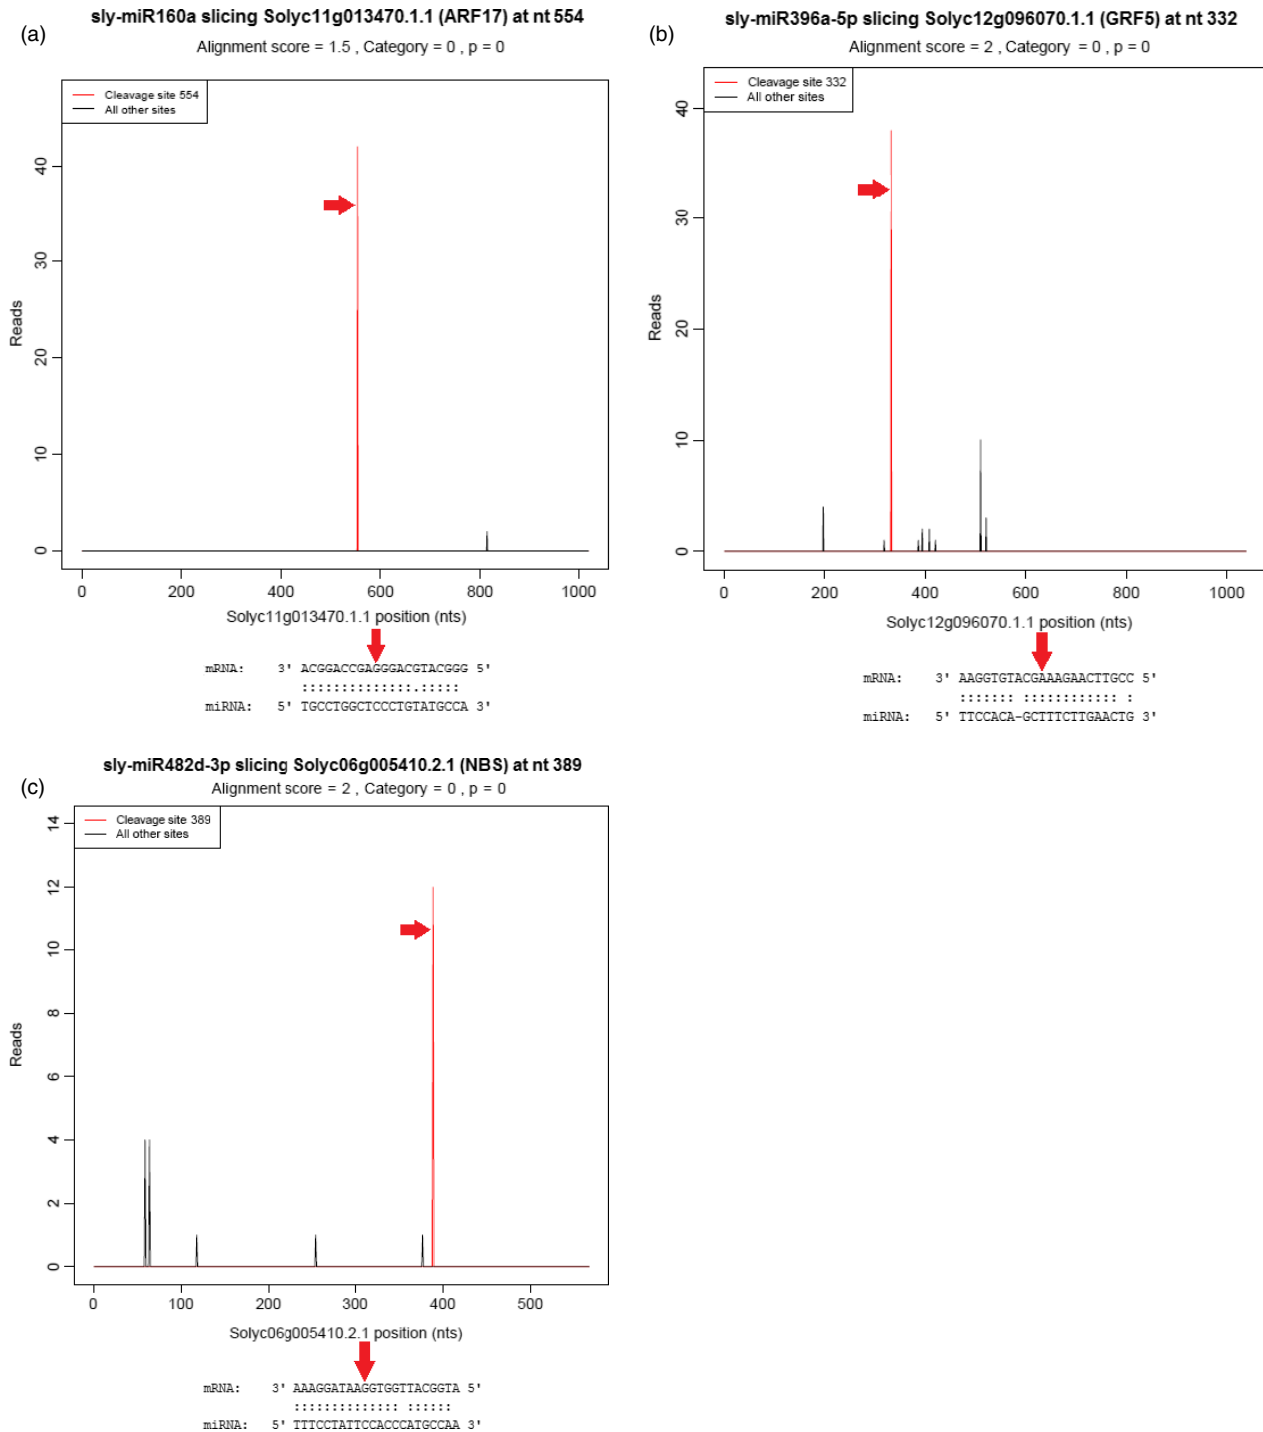 (a)
sly-miR160a slicing Solyc11g013470.1.1 (ARF17) at nt 554
Alignment score = 1.5 , Category = 0 , p = 0
Cleavage site 554
All other sites
Reads
40
30
20
10
0
0 200 400 600 800 1000
Solyc11g013470.1.1 position (nts)
mRNA: 3' ACGGACCGAGGGACGTACGGG 5'
::::::::::::::.:::::
miRNA: 5' TGCCTGGCTCCCTGTATGCCA 3'
(b)
sly-miR396a-5p slicing Solyc12g096070.1.1 (GRF5) at nt 332
Alignment score = 2 , Category = 0 , p = 0
Cleavage site 332
All other sites
Reads
40
30
20
10
0
0 200 400 600 800 1000
Solyc12g096070.1.1 position (nts)
mRNA: 3' AAGGTGTACGAAAGAACTTGCC 5'
::::::: :::::::::::: :
miRNA: 5' TTCCACA-GCTTTCTTGAACTG 3'
(c)
sly-miR482d-3p slicing Solyc06g005410.2.1 (NBS) at nt 389
Alignment score = 2 , Category = 0 , p = 0
Cleavage site 389
All other sites
Reads
14
12
10
8
6
4
2
0
0 100 200 300 400 500
Solyc06g005410.2.1 position (nts)
mRNA: 3' AAAGGATAAGGTGGTTACGGTA 5'
:::::::::::::: ::::::
miRNA: 5' TTTCCTATTCCACCCATGCCAA 3'